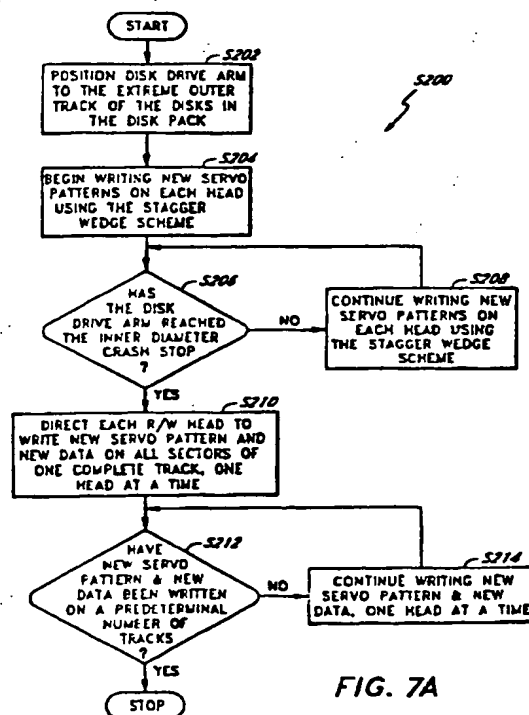 START
S202
POSITION DISK DRIVE ARM
TO THE EXTREME OUTER
TRACK OF THE DISKS IN
THE DISK PACK
S200
S204
BEGIN WRITING NEW SERVO
PATTERNS ON EACH HEAD
USING THE STAGGER
WEDGE SCHEME
S206
HAS
THE DISK
DRIVE ARM REACHED
THE INNER DIAMETER
CRASH STOP
?
NO
YES
S208
CONTINUE WRITING NEW
SERVO PATTERNS ON
EACH HEAD USING
THE STAGGER WEDGE
SCHEME
S210
DIRECT EACH R/W HEAD TO
WRITE NEW SERVO PATTERN AND
NEW DATA ON ALL SECTORS OF
ONE COMPLETE TRACK, ONE
HEAD AT A TIME
S212
HAVE
NEW SERVO
PATTERN & NEW
DATA BEEN WRITTEN
ON A PREDETERMINAL
NUMBER OF
TRACKS
?
NO
YES
S214
CONTINUE WRITING NEW
SERVO PATTERN & NEW
DATA, ONE HEAD AT A TIME
STOP
FIG. 7A